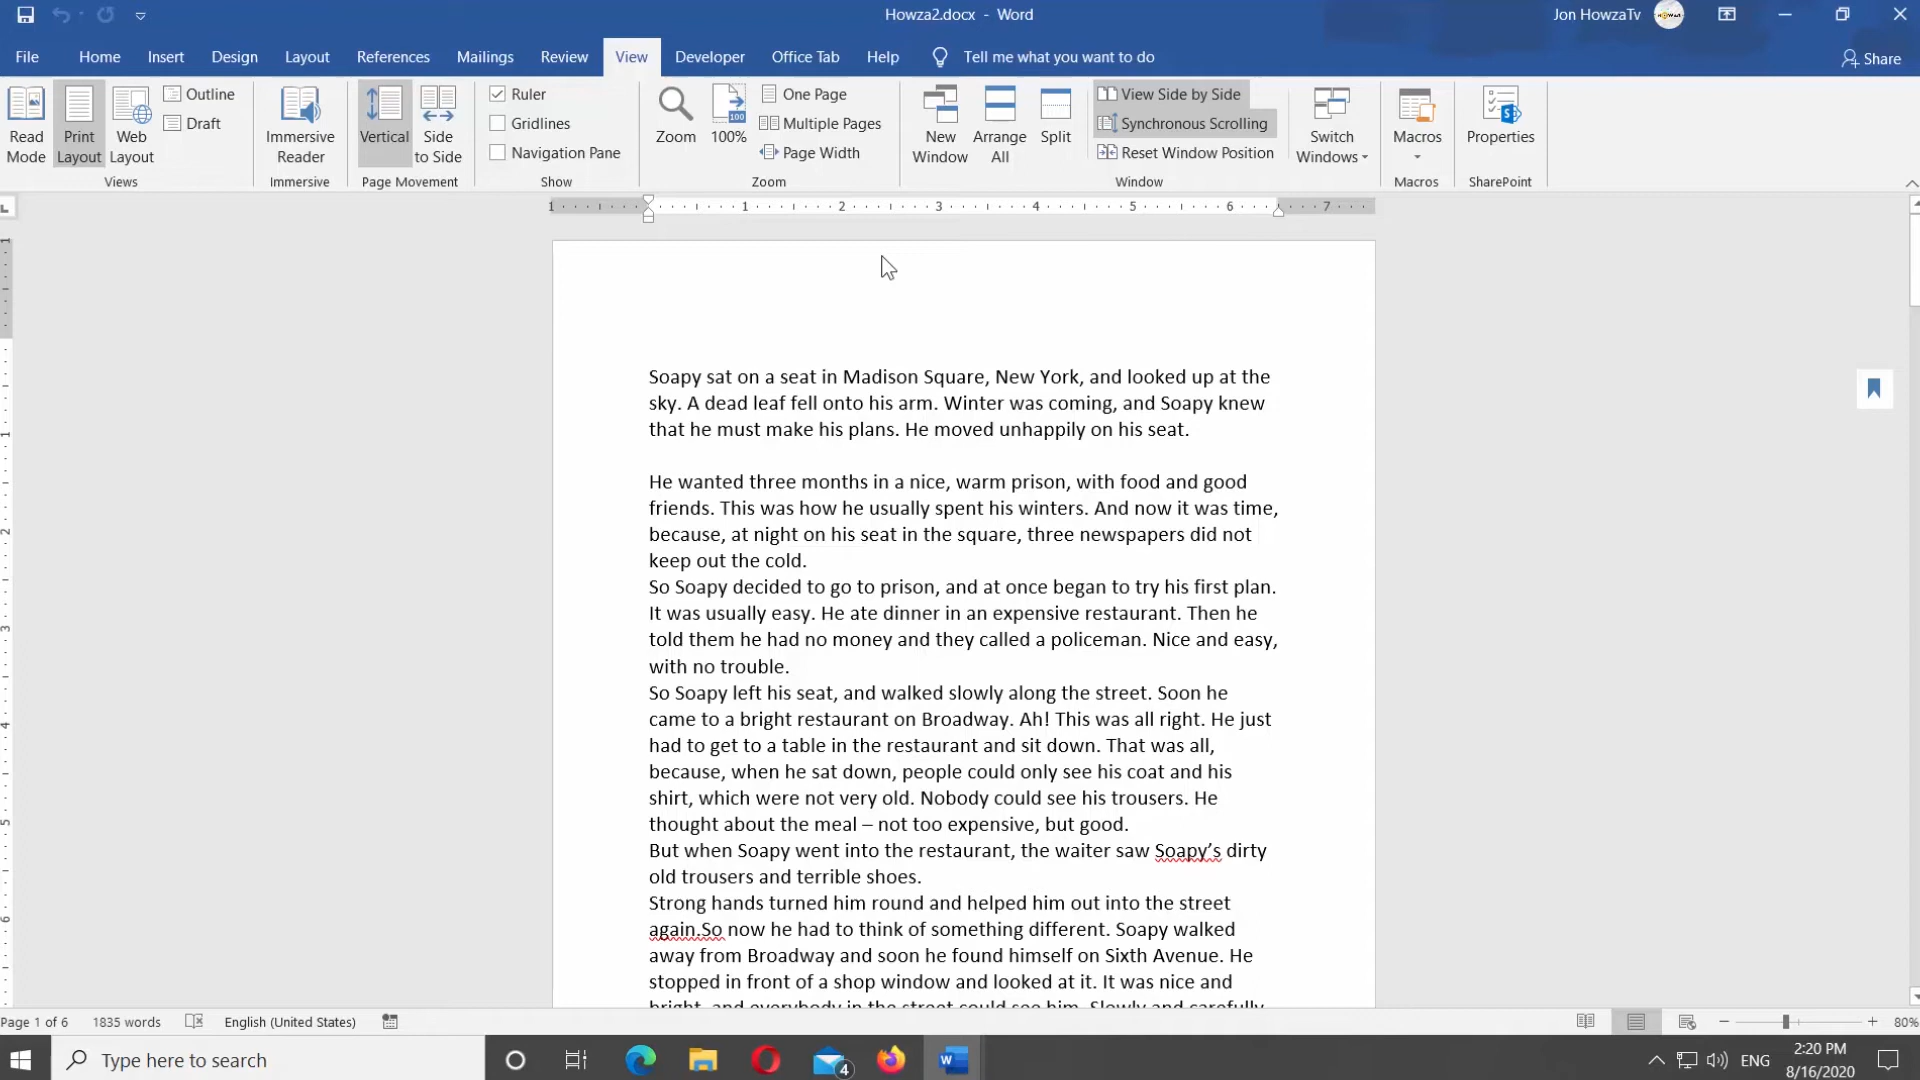 Howza2.docx - Word
Jon HowzaTv
File Home Insert Design Layout References Mailings Review View Developer Office Tab Help Tell me what you want to do Share
Read Mode
Print Layout
Web Layout
Outline
Draft
Views
Immersive Reader
Immersive
Vertical
Side to Side
Page Movement
Ruler
Gridlines
Navigation Pane
Show
Zoom
100
100%
One Page
Multiple Pages
Page Width
Zoom
New Window
Arrange All
Split
View Side by Side
Synchronous Scrolling
Reset Window Position
Switch Windows
Window
Macros
Macros
Properties
SharePoint
1 1 2 3 4 5 6 7
1
1
2
3
4
5
6
Soapy sat on a seat in Madison Square, New York, and looked up at the
sky. A dead leaf fell onto his arm. Winter was coming, and Soapy knew
that he must make his plans. He moved unhappily on his seat.
He wanted three months in a nice, warm prison, with food and good
friends. This was how he usually spent his winters. And now it was time,
because, at night on his seat in the square, three newspapers did not
keep out the cold.
So Soapy decided to go to prison, and at once began to try his first plan.
It was usually easy. He ate dinner in an expensive restaurant. Then he
told them he had no money and they called a policeman. Nice and easy,
with no trouble.
So Soapy left his seat, and walked slowly along the street. Soon he
came to a bright restaurant on Broadway. Ah! This was all right. He just
had to get to a table in the restaurant and sit down. That was all,
because, when he sat down, people could only see his coat and his
shirt, which were not very old. Nobody could see his trousers. He
thought about the meal – not too expensive, but good.
But when Soapy went into the restaurant, the waiter saw Soapy’s dirty
old trousers and terrible shoes.
Strong hands turned him round and helped him out into the street
again.So now he had to think of something different. Soapy walked
away from Broadway and soon he found himself on Sixth Avenue. He
stopped in front of a shop window and looked at it. It was nice and
bright, and everybody in the street could see him. Slowly and carefully
Page 1 of 6 1835 words English (United States) 80%
Type here to search
4
ENG
2:20 PM
8/16/2020